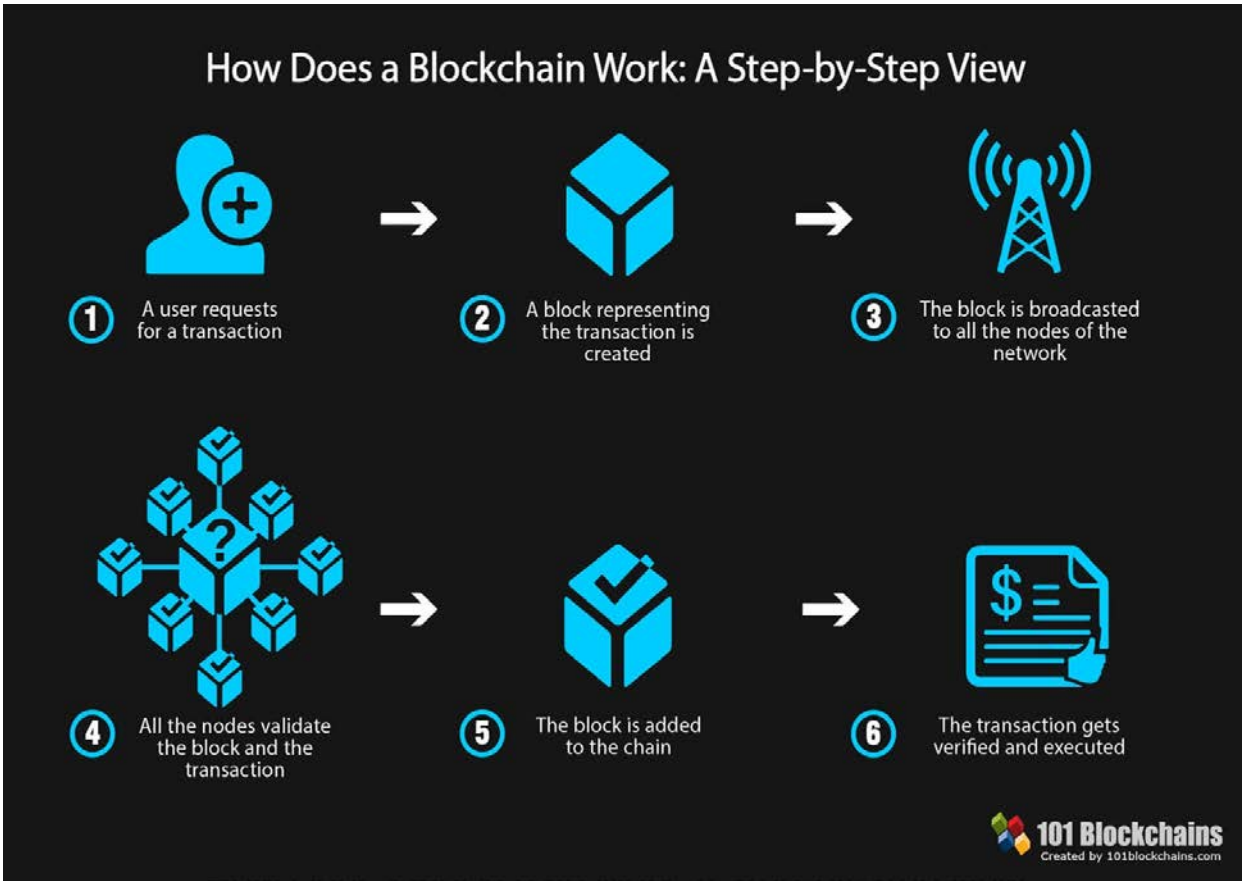 How Does a Blockchain Work: A Step-by-Step View
1
A user requests
for a transaction
2
A block representing
the transaction is
created
3
The block is broadcasted
to all the nodes of the
network
?
4
All the nodes validate
the block and the
transaction
5
The block is added
to the chain
$
6
The transaction gets
verified and executed
101 Blockchains
Created by 101blockchains.com